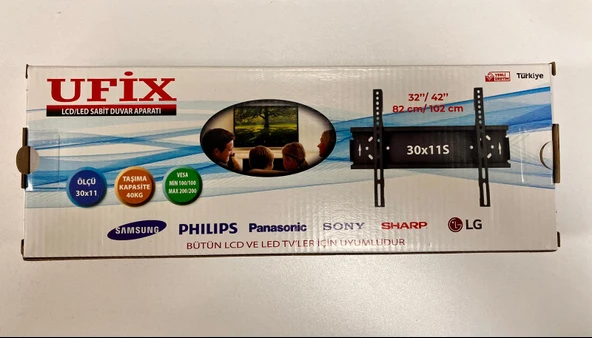 UFİX
LCD/LED SABİT DUVAR APARATI
32"/ 42"
82 cm/102 cm
Türkiye
30x11S
ÖLÇÜ
30x11
TAŞIMA
KAPASİTE
40KG
VESA
MIN 100/100
MAX 200/200
SAMSUNG
PHILIPS
Panasonic
SONY
SHARP
LG
BÜTÜN LCD VE LED TV'LER İÇİN UYUMLUDUR